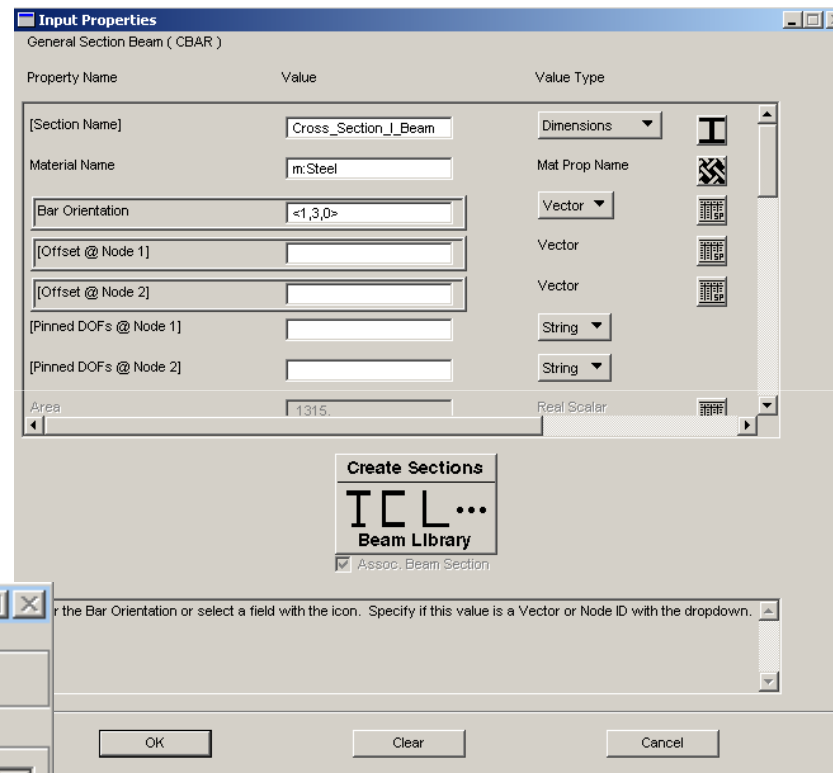 Input Properties
General Section Beam ( CBAR )
Property Name Value Value Type
[Section Name] Cross_Section_I_Beam Dimensions
Material Name m:Steel Mat Prop Name
Bar Orientation <1,3,0> Vector
SP
[Offset @ Node 1] Vector
SP
[Offset @ Node 2] Vector
SP
[Pinned DOFs @ Node 1] String
[Pinned DOFs @ Node 2] String
Area 1315. Real Scalar
Create Sections
Beam Library
Assoc. Beam Section
r the Bar Orientation or select a field with the icon. Specify if this value is a Vector or Node ID with the dropdown.
OK Clear Cancel